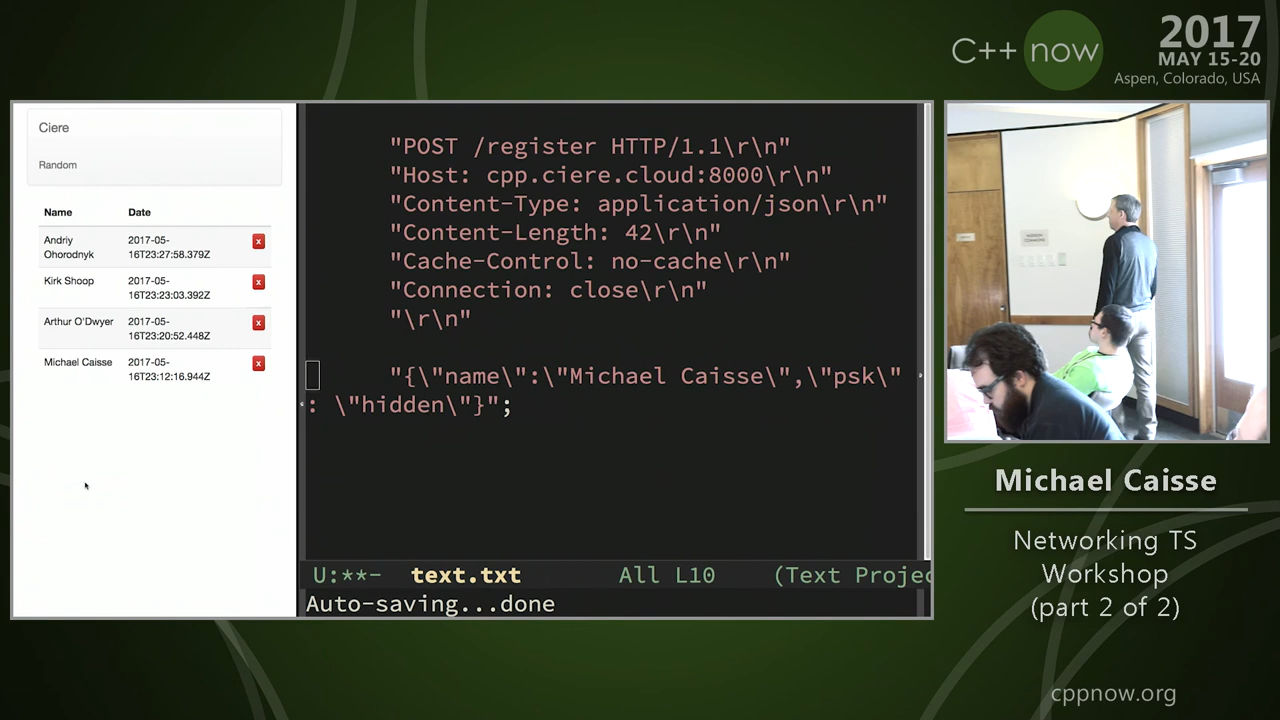 C++ now
2017
MAY 15-20
Aspen, Colorado, USA
Ciere
Random
Name Date
Andriy
Ohorodnyk
2017-05-
16T23:27:58.379Z
x
Kirk Shoop
2017-05-
16T23:23:03.392Z
x
Arthur O'Dwyer
2017-05-
16T23:20:52.448Z
x
Michael Caisse
2017-05-
16T23:12:16.944Z
x
"POST /register HTTP/1.1\r\n"
"Host: cpp.ciere.cloud:8000\r\n"
"Content-Type: application/json\r\n"
"Content-Length: 42\r\n"
"Cache-Control: no-cache\r\n"
"Connection: close\r\n"
"\r\n"
"{\"name\":\"Michael Caisse\",\"psk\"
: \"hidden\"}";
U:**- text.txt All L10 (Text Projec
Auto-saving...done
Michael Caisse
Networking TS
Workshop
(part 2 of 2)
cppnow.org